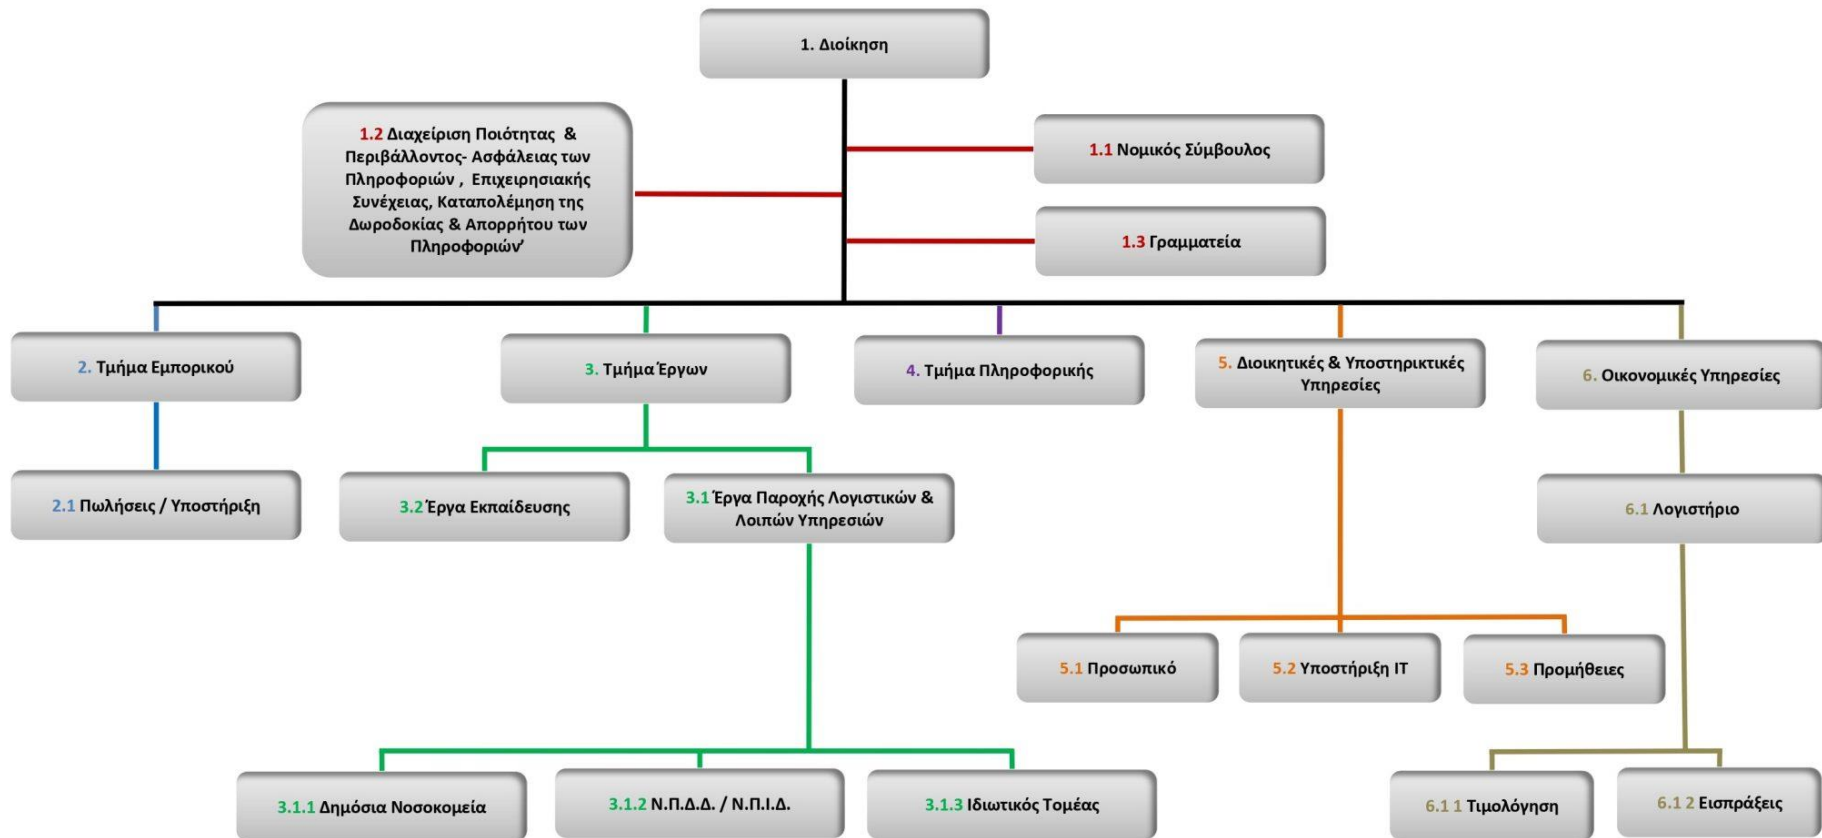 1. Διοίκηση
1.2 Διαχείριση Ποιότητας &
Περιβάλλοντος- Ασφάλειας των
Πληροφοριών , Επιχειρησιακής
Συνέχειας, Καταπολέμηση της
Δωροδοκίας & Απορρήτου των
Πληροφοριών’
1.1 Νομικός Σύμβουλος
1.3 Γραμματεία
2. Τμήμα Εμπορικού
3. Τμήμα Έργων
4. Τμήμα Πληροφορικής
5. Διοικητικές & Υποστηρικτικές
Υπηρεσίες
6. Οικονομικές Υπηρεσίες
2.1 Πωλήσεις / Υποστήριξη
3.2 Έργα Εκπαίδευσης
3.1 Έργα Παροχής Λογιστικών &
Λοιπών Υπηρεσιών
6.1 Λογιστήριο
5.1 Προσωπικό
5.2 Υποστήριξη ΙΤ
5.3 Προμήθειες
3.1.1 Δημόσια Νοσοκομεία
3.1.2 Ν.Π.Δ.Δ. / Ν.Π.Ι.Δ.
3.1.3 Ιδιωτικός Τομέας
6.1 1 Τιμολόγηση
6.1 2 Εισπράξεις